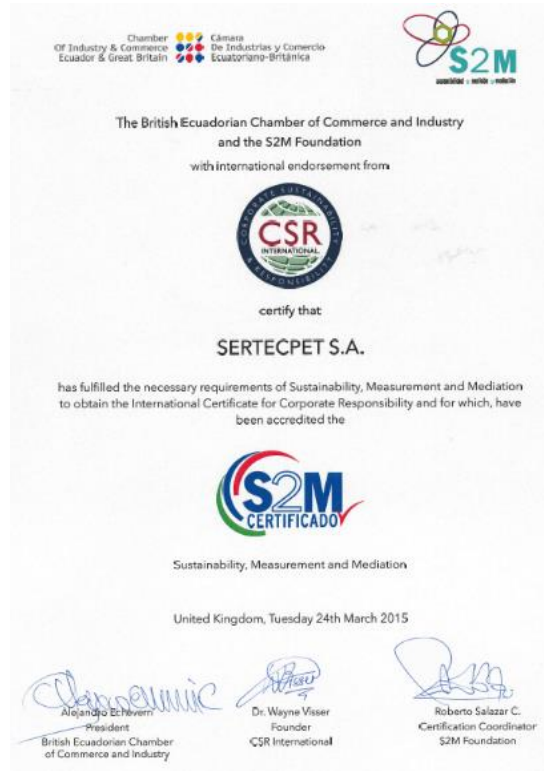 Chamber
Of Industry & Commerce
Ecuador & Great Britain
Cámara
De Industrias y Comercio
Ecuatoriano-Británica
S2M
sostenibilidad medición y mediación
The British Ecuadorian Chamber of Commerce and Industry
and the S2M Foundation
with international endorsement from
CORPORATE SUSTAINABILITY
CSR
INTERNATIONAL
& RESPONSIBILITY
certify that
SERTECPET S.A.
has fulfilled the necessary requirements of Sustainability, Measurement and Mediation
to obtain the International Certificate for Corporate Responsibility and for which, have
been accredited the
S2M
CERTIFICADO
Sustainability, Measurement and Mediation
United Kingdom, Tuesday 24th March 2015
Alejandro Echeverri
President
British Ecuadorian Chamber
of Commerce and Industry
Dr. Wayne Visser
Founder
CSR International
Roberto Salazar C.
Certification Coordinator
S2M Foundation